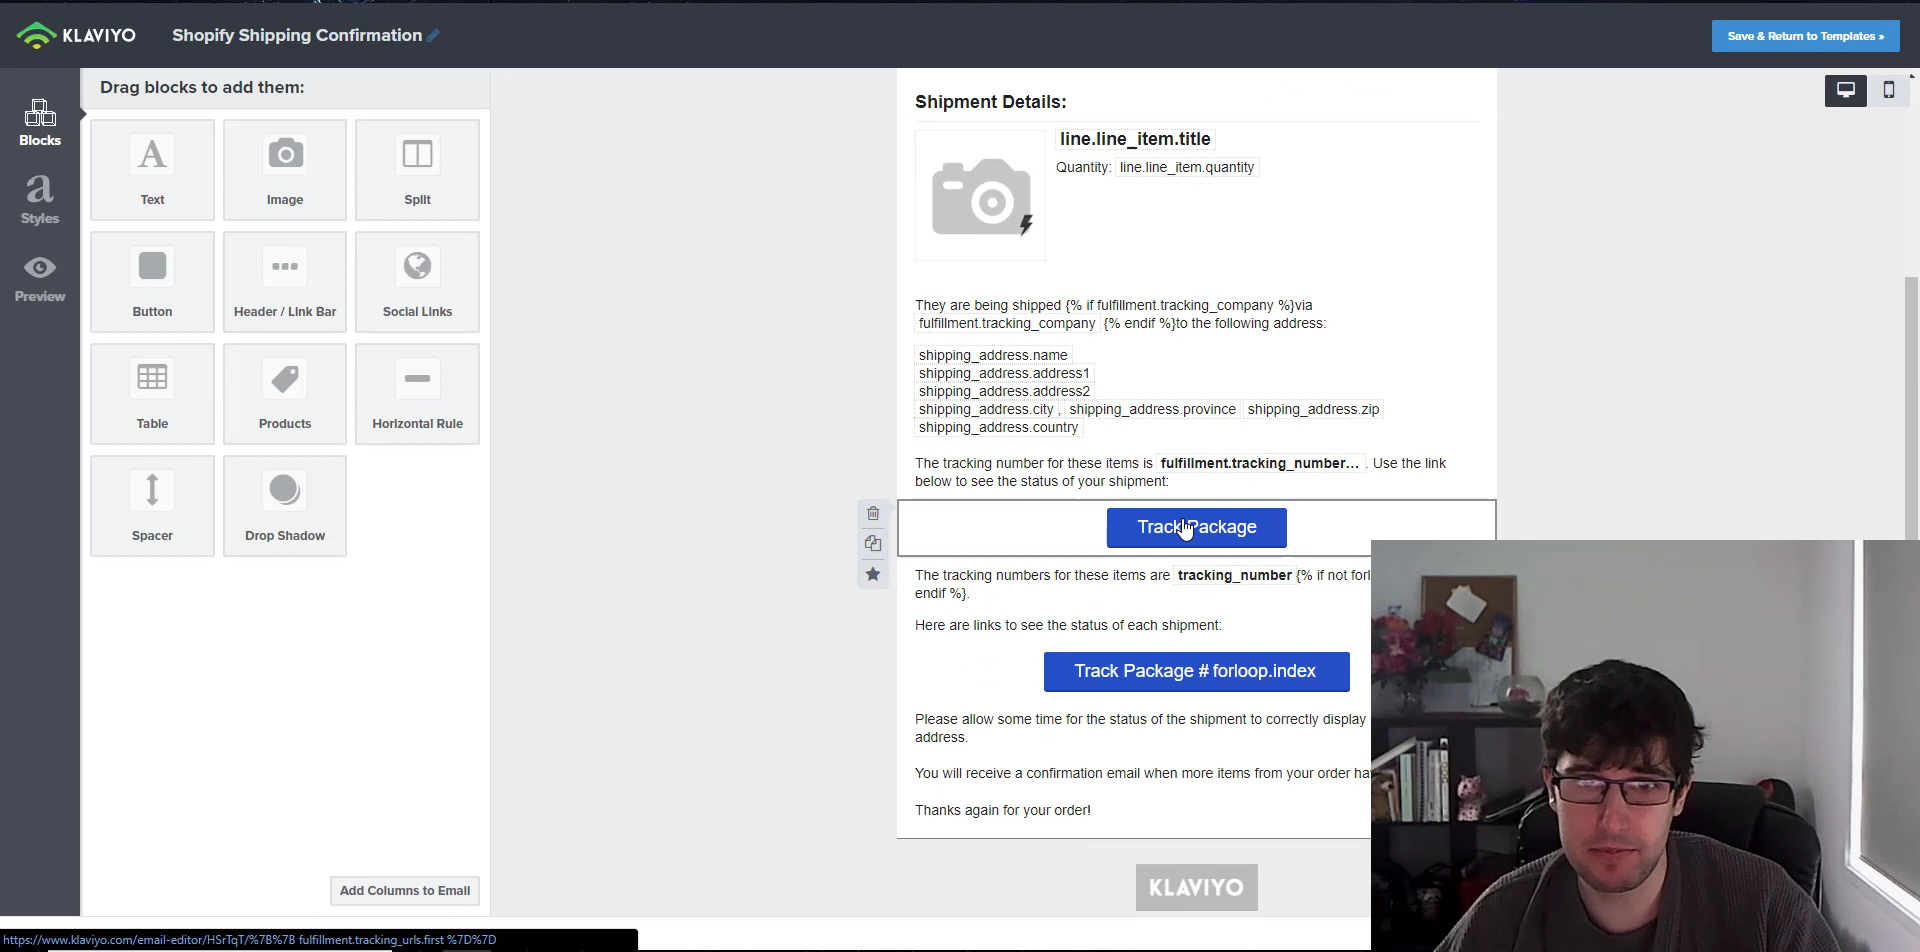 KLAVIYO
Shopify Shipping Confirmation
Save & Return to Templates »
Blocks
Styles
Preview
Drag blocks to add them:
Text
Image
Split
Button
Header / Link Bar
Social Links
Table
Products
Horizontal Rule
Spacer
Drop Shadow
Add Columns to Email
Shipment Details:
line.line_item.title
Quantity: line.line_item.quantity
They are being shipped {% if fulfillment.tracking_company %}via
fulfillment.tracking_company {% endif %}to the following address:
shipping_address.name
shipping_address.address1
shipping_address.address2
shipping_address.city , shipping_address.province shipping_address.zip
shipping_address.country
The tracking number for these items is fulfillment.tracking_number... . Use the link
below to see the status of your shipment:
Track Package
The tracking numbers for these items are tracking_number {% if not forl
endif %}.
Here are links to see the status of each shipment:
Track Package # forloop.index
Please allow some time for the status of the shipment to correctly display
address.
You will receive a confirmation email when more items from your order ha
Thanks again for your order!
KLAVIYO
https://www.klaviyo.com/email-editor/HSrTqT/%7B%7B fulfillment.tracking_urls.first %7D%7D